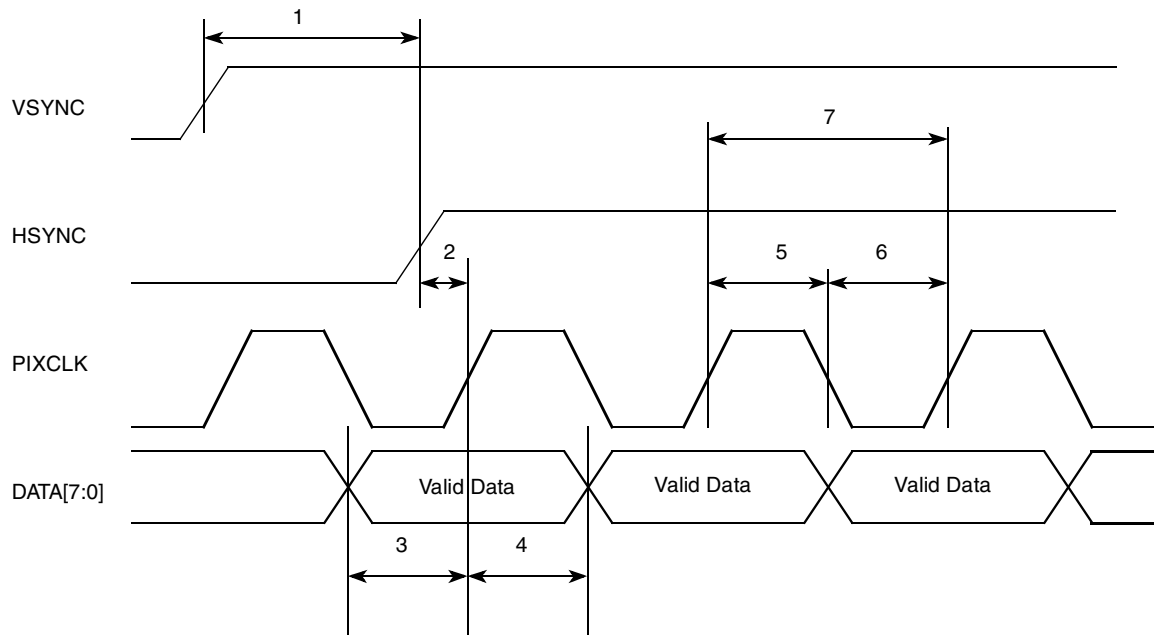 1
VSYNC
7
HSYNC
2
5
6
PIXCLK
DATA[7:0]
Valid Data
Valid Data
Valid Data
3
4